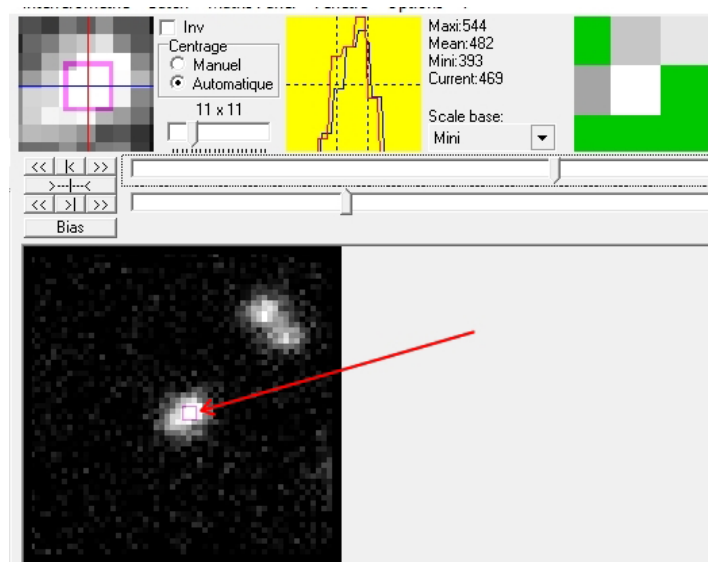 Inv
Centrage
Manuel
Automatique
11 x 11
Maxi:544
Mean:482
Mini:393
Current:469
Scale base:
Mini
<< |< >>
>---|---<
<< >| >>
Bias